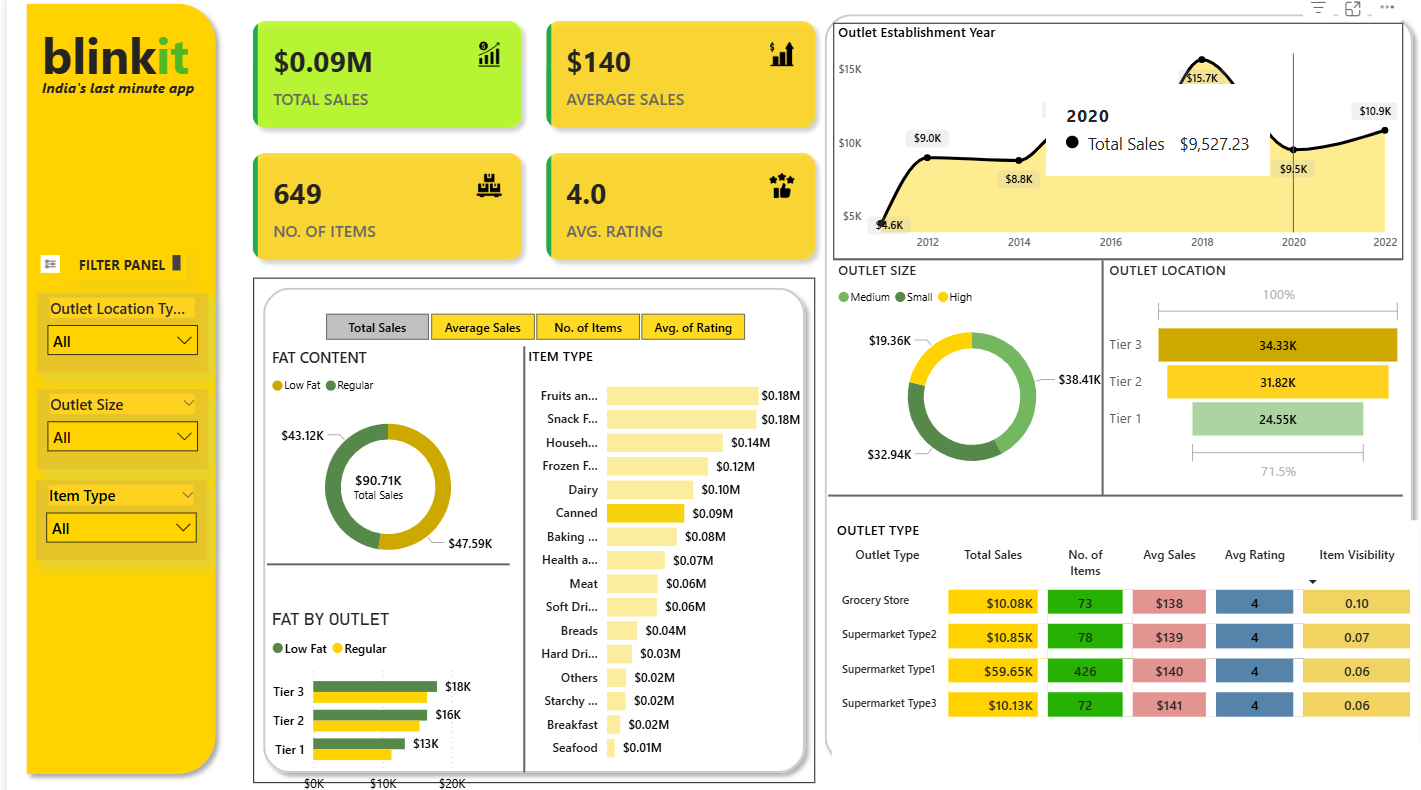 blinkit
India's last minute app
FILTER PANEL
Outlet Location Ty...
All
Outlet Size
All
Item Type
All
$0.09M
TOTAL SALES
$140
AVERAGE SALES
649
NO. OF ITEMS
4.0
AVG. RATING
Total Sales
Average Sales
No. of Items
Avg. of Rating
FAT CONTENT
Low Fat Regular
$43.12K
$90.71K
Total Sales
$47.59K
FAT BY OUTLET
Low Fat Regular
Tier 3 $18K
Tier 2 $16K
Tier 1 $13K
$0K $10K $20K
ITEM TYPE
Fruits an... $0.18M
Snack F... $0.18M
Househ... $0.14M
Frozen F... $0.12M
Dairy $0.10M
Canned $0.09M
Baking ... $0.08M
Health a... $0.07M
Meat $0.06M
Soft Dri... $0.06M
Breads $0.04M
Hard Dri... $0.03M
Others $0.02M
Starchy ... $0.02M
Breakfast $0.02M
Seafood $0.01M
Outlet Establishment Year
$15K
$10K
$5K
$4.6K
$9.0K
$8.8K
$15.7K
$9.5K
$10.9K
2020
Total Sales $9,527.23
2012 2014 2016 2018 2020 2022
OUTLET SIZE
Medium Small High
$19.36K
$38.41K
$32.94K
OUTLET LOCATION
100%
Tier 3 34.33K
Tier 2 31.82K
Tier 1 24.55K
71.5%
OUTLET TYPE
Outlet Type Total Sales No. of Items Avg Sales Avg Rating Item Visibility
Grocery Store $10.08K 73 $138 4 0.10
Supermarket Type2 $10.85K 78 $139 4 0.07
Supermarket Type1 $59.65K 426 $140 4 0.06
Supermarket Type3 $10.13K 72 $141 4 0.06